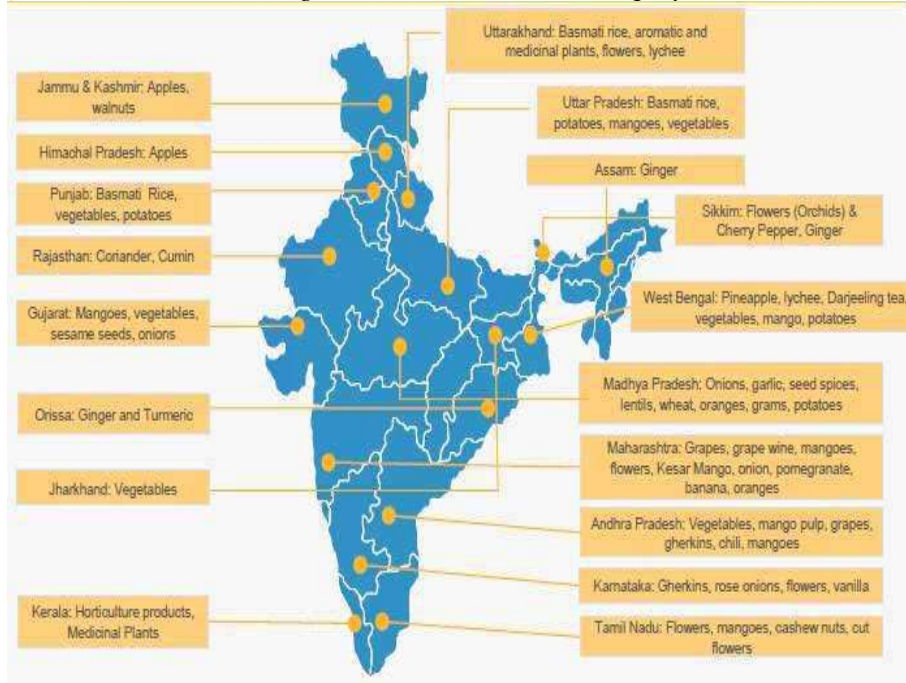 Uttarakhand: Basmati rice, aromatic and
medicinal plants, flowers, lychee
Jammu & Kashmir: Apples,
walnuts
Uttar Pradesh: Basmati rice,
potatoes, mangoes, vegetables
Himachal Pradesh: Apples
Assam: Ginger
Punjab: Basmati Rice,
vegetables, potatoes
Sikkim: Flowers (Orchids) &
Cherry Pepper, Ginger
Rajasthan: Coriander, Cumin
West Bengal: Pineapple, lychee, Darjeeling tea,
vegetables, mango, potatoes
Gujarat: Mangoes, vegetables,
sesame seeds, onions
Madhya Pradesh: Onions, garlic, seed spices,
lentils, wheat, oranges, grams, potatoes
Orissa: Ginger and Turmeric
Maharashtra: Grapes, grape wine, mangoes,
flowers, Kesar Mango, onion, pomegranate,
banana, oranges
Jharkhand: Vegetables
Andhra Pradesh: Vegetables, mango pulp, grapes,
gherkins, chili, mangoes
Karnataka: Gherkins, rose onions, flowers, vanilla
Kerala: Horticulture products,
Medicinal Plants
Tamil Nadu: Flowers, mangoes, cashew nuts, cut
flowers